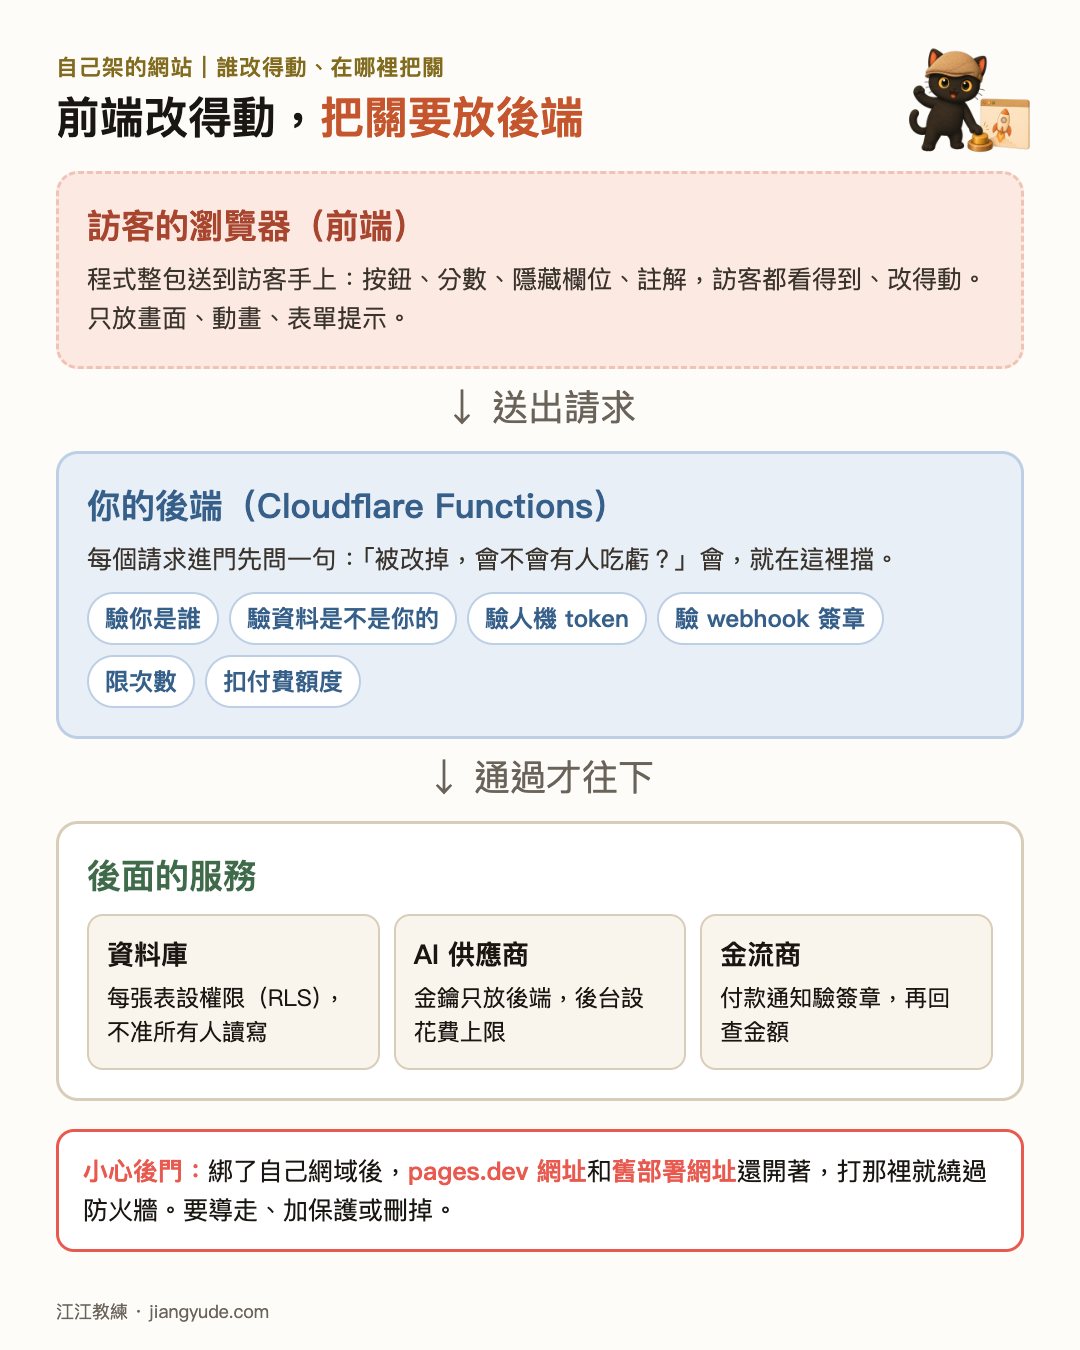 自己架的網站｜誰改得動、在哪裡把關
前端改得動，把關要放後端
訪客的瀏覽器（前端）
程式整包送到訪客手上：按鈕、分數、隱藏欄位、註解，訪客都看得到、改得動。
只放畫面、動畫、表單提示。
↓ 送出請求
你的後端（Cloudflare Functions）
每個請求進門先問一句：「被改掉，會不會有人吃虧？」會，就在這裡擋。
驗你是誰
驗資料是不是你的
驗人機 token
驗 webhook 簽章
限次數
扣付費額度
↓ 通過才往下
後面的服務
資料庫
每張表設權限（RLS），
不准所有人讀寫
AI 供應商
金鑰只放後端，後台設
花費上限
金流商
付款通知驗簽章，再回
查金額
小心後門：綁了自己網域後，pages.dev 網址和舊部署網址還開著，打那裡就繞過
防火牆。要導走、加保護或刪掉。
江江教練 · jiangyude.com